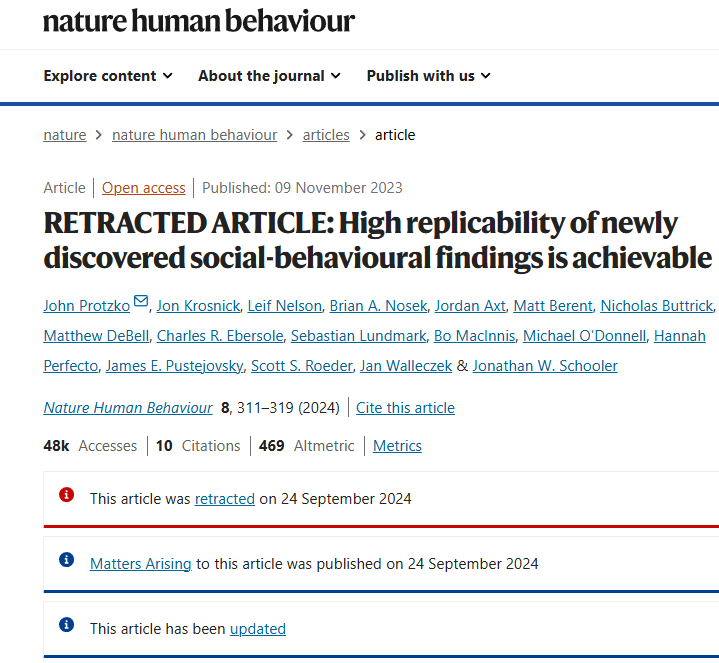 nature human behaviour
Explore content About the journal Publish with us
nature > nature human behaviour > articles > article
Article | Open access | Published: 09 November 2023
RETRACTED ARTICLE: High replicability of newly
discovered social-behavioural findings is achievable
John Protzko, Jon Krosnick, Leif Nelson, Brian A. Nosek, Jordan Axt, Matt Berent, Nicholas Buttrick,
Matthew DeBell, Charles R. Ebersole, Sebastian Lundmark, Bo MacInnis, Michael O’Donnell, Hannah
Perfecto, James E. Pustejovsky, Scott S. Roeder, Jan Walleczek & Jonathan W. Schooler
Nature Human Behaviour 8, 311–319 (2024) | Cite this article
48k Accesses | 10 Citations | 469 Altmetric | Metrics
This article was retracted on 24 September 2024
Matters Arising to this article was published on 24 September 2024
This article has been updated